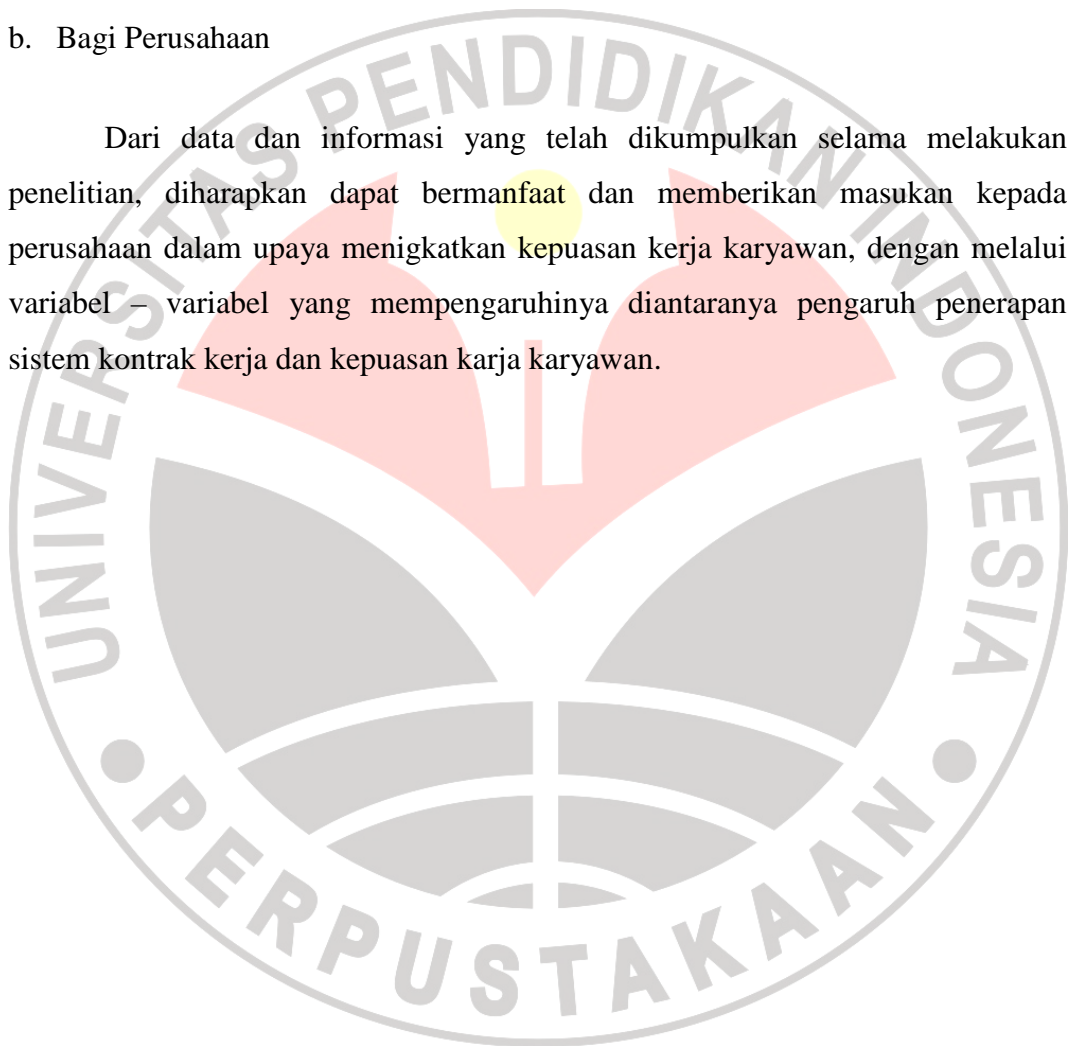 b. Bagi Perusahaan
Dari data dan informasi yang telah dikumpulkan selama melakukan
penelitian, diharapkan dapat bermanfaat dan memberikan masukan kepada
perusahaan dalam upaya menigkatkan kepuasan kerja karyawan, dengan melalui
variabel – variabel yang mempengaruhinya diantaranya pengaruh penerapan
sistem kontrak kerja dan kepuasan karja karyawan.
UNIVERSITAS PENDIDIKAN INDONESIA
PERPUSTAKAAN